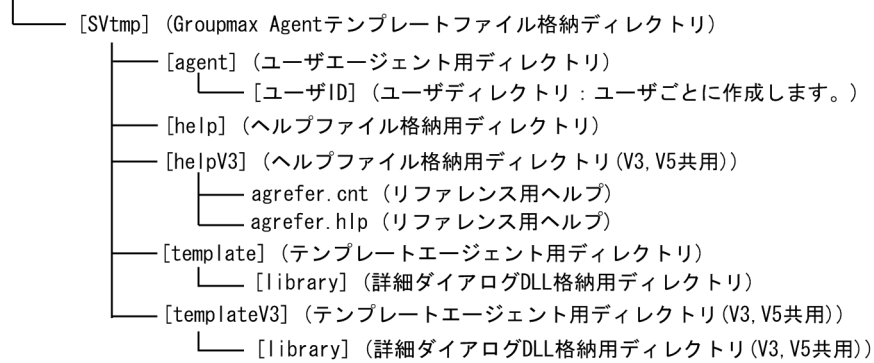 [SVtmp] (Groupmax Agentテンプレートファイル格納ディレクトリ)
[agent] (ユーザエージェント用ディレクトリ)
[ユーザID] (ユーザディレクトリ：ユーザごとに作成します。)
[help] (ヘルプファイル格納用ディレクトリ)
[helpV3] (ヘルプファイル格納用ディレクトリ(V3,V5共用))
agrefer.cnt (リファレンス用ヘルプ)
agrefer.hlp (リファレンス用ヘルプ)
[template] (テンプレートエージェント用ディレクトリ)
[library] (詳細ダイアログDLL格納用ディレクトリ)
[templateV3] (テンプレートエージェント用ディレクトリ(V3,V5共用))
[library] (詳細ダイアログDLL格納用ディレクトリ(V3,V5共用))